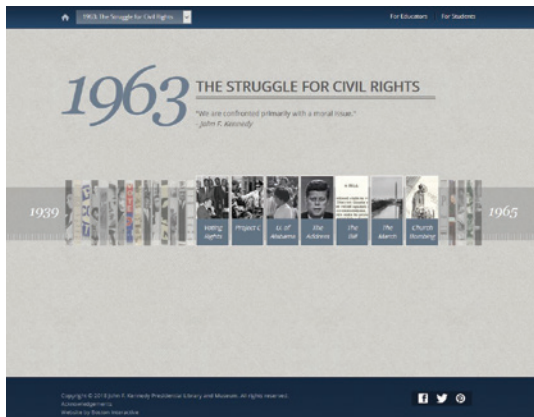 1963: The Struggle for Civil Rights
For Educators
For Students
1963
THE STRUGGLE FOR CIVIL RIGHTS
"We are confronted primarily with a moral issue."
- John F. Kennedy
1939
1965
A BILL
Voting
Rights
Project C
U. of
Alabama
The
Address
The
Bill
The
March
Church
Bombing
Copyright © 2013 John F. Kennedy Presidential Library and Museum. All rights reserved.
Acknowledgements
Website by Boston Interactive